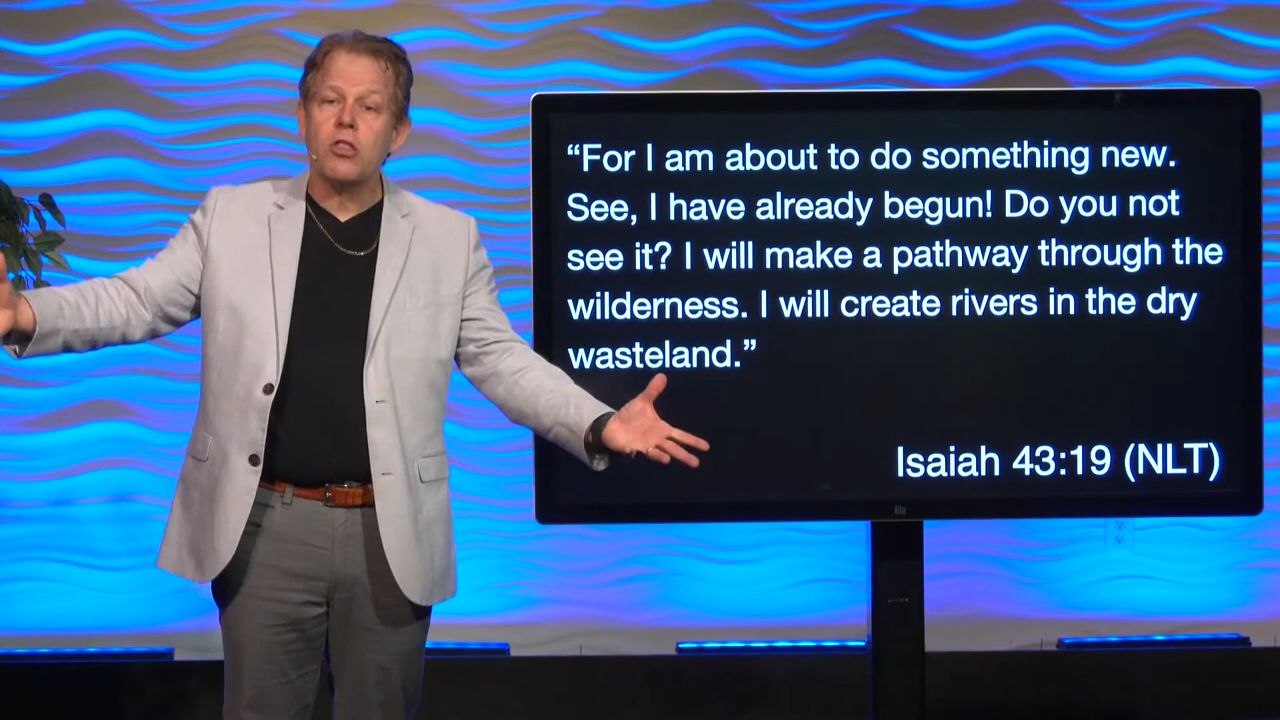 “For I am about to do something new.
See, I have already begun! Do you not
see it? I will make a pathway through the
wilderness. I will create rivers in the dry
wasteland.”
Isaiah 43:19 (NLT)
elo